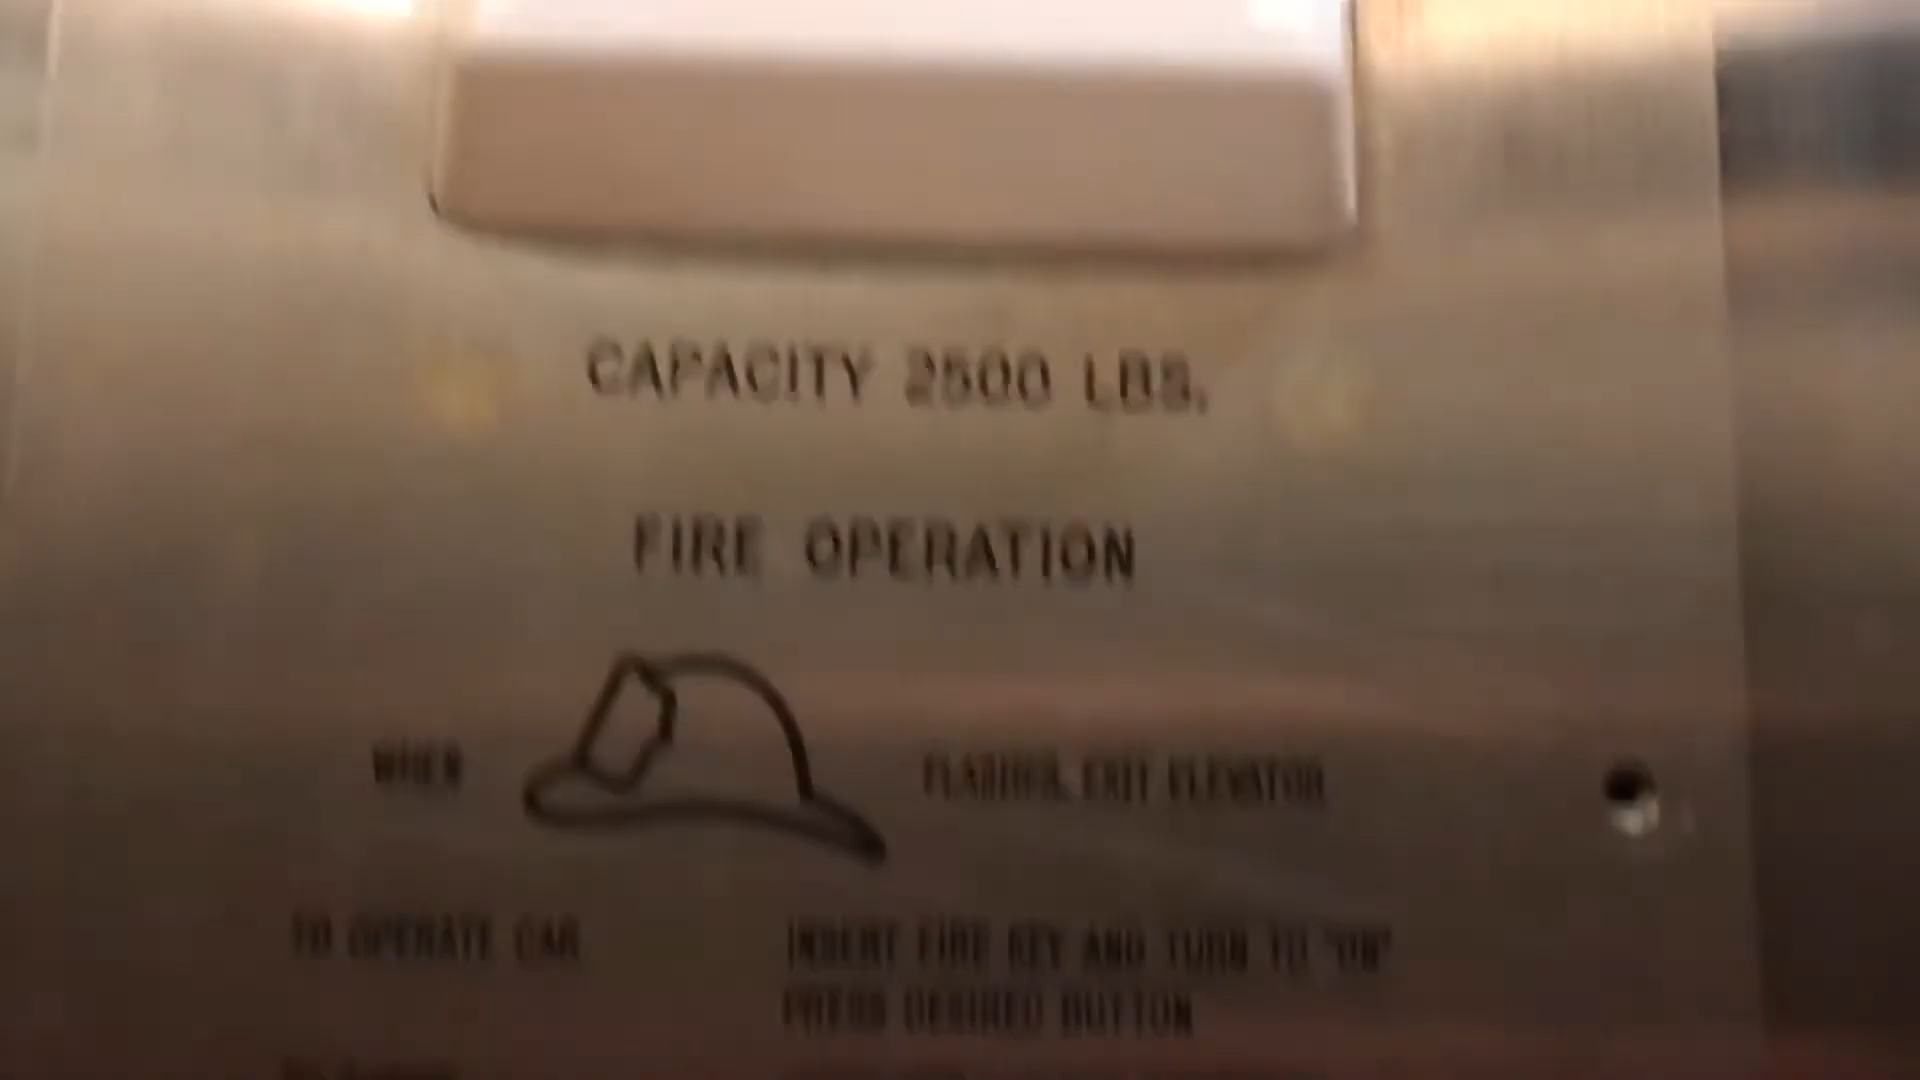 CAPACITY 2500 LBS.
FIRE OPERATION
WHEN FLASHES, EXIT ELEVATOR
TO OPERATE CAR INSERT FIRE KEY AND TURN TO "ON"
PRESS DESIRED BUTTON